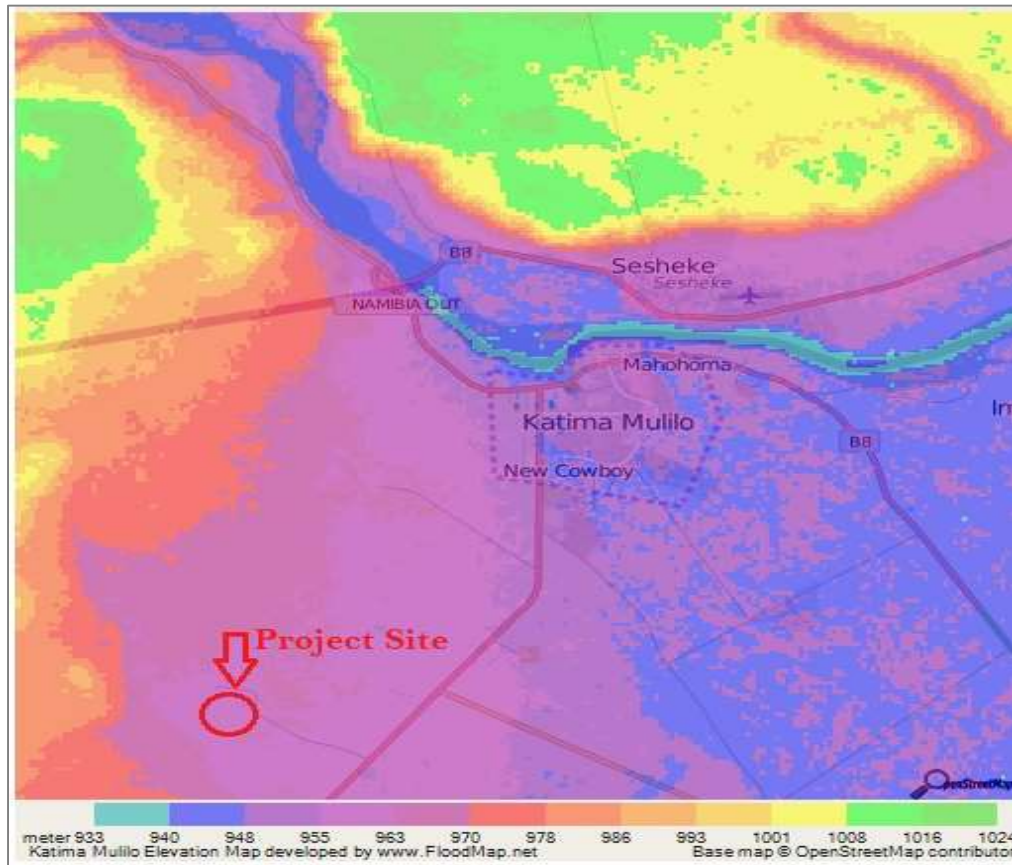 B8
Sesheke
Sesheke
NAMIBIA OUT
Mahohoma
Katima Mulilo
Im
B8
New Cowboy
Project Site
OpenStreetMap
meter 933 940 948 955 963 970 978 986 993 1001 1008 1016 1024
Katima Mulilo Elevation Map developed by www.FloodMap.net Base map © OpenStreetMap contributor